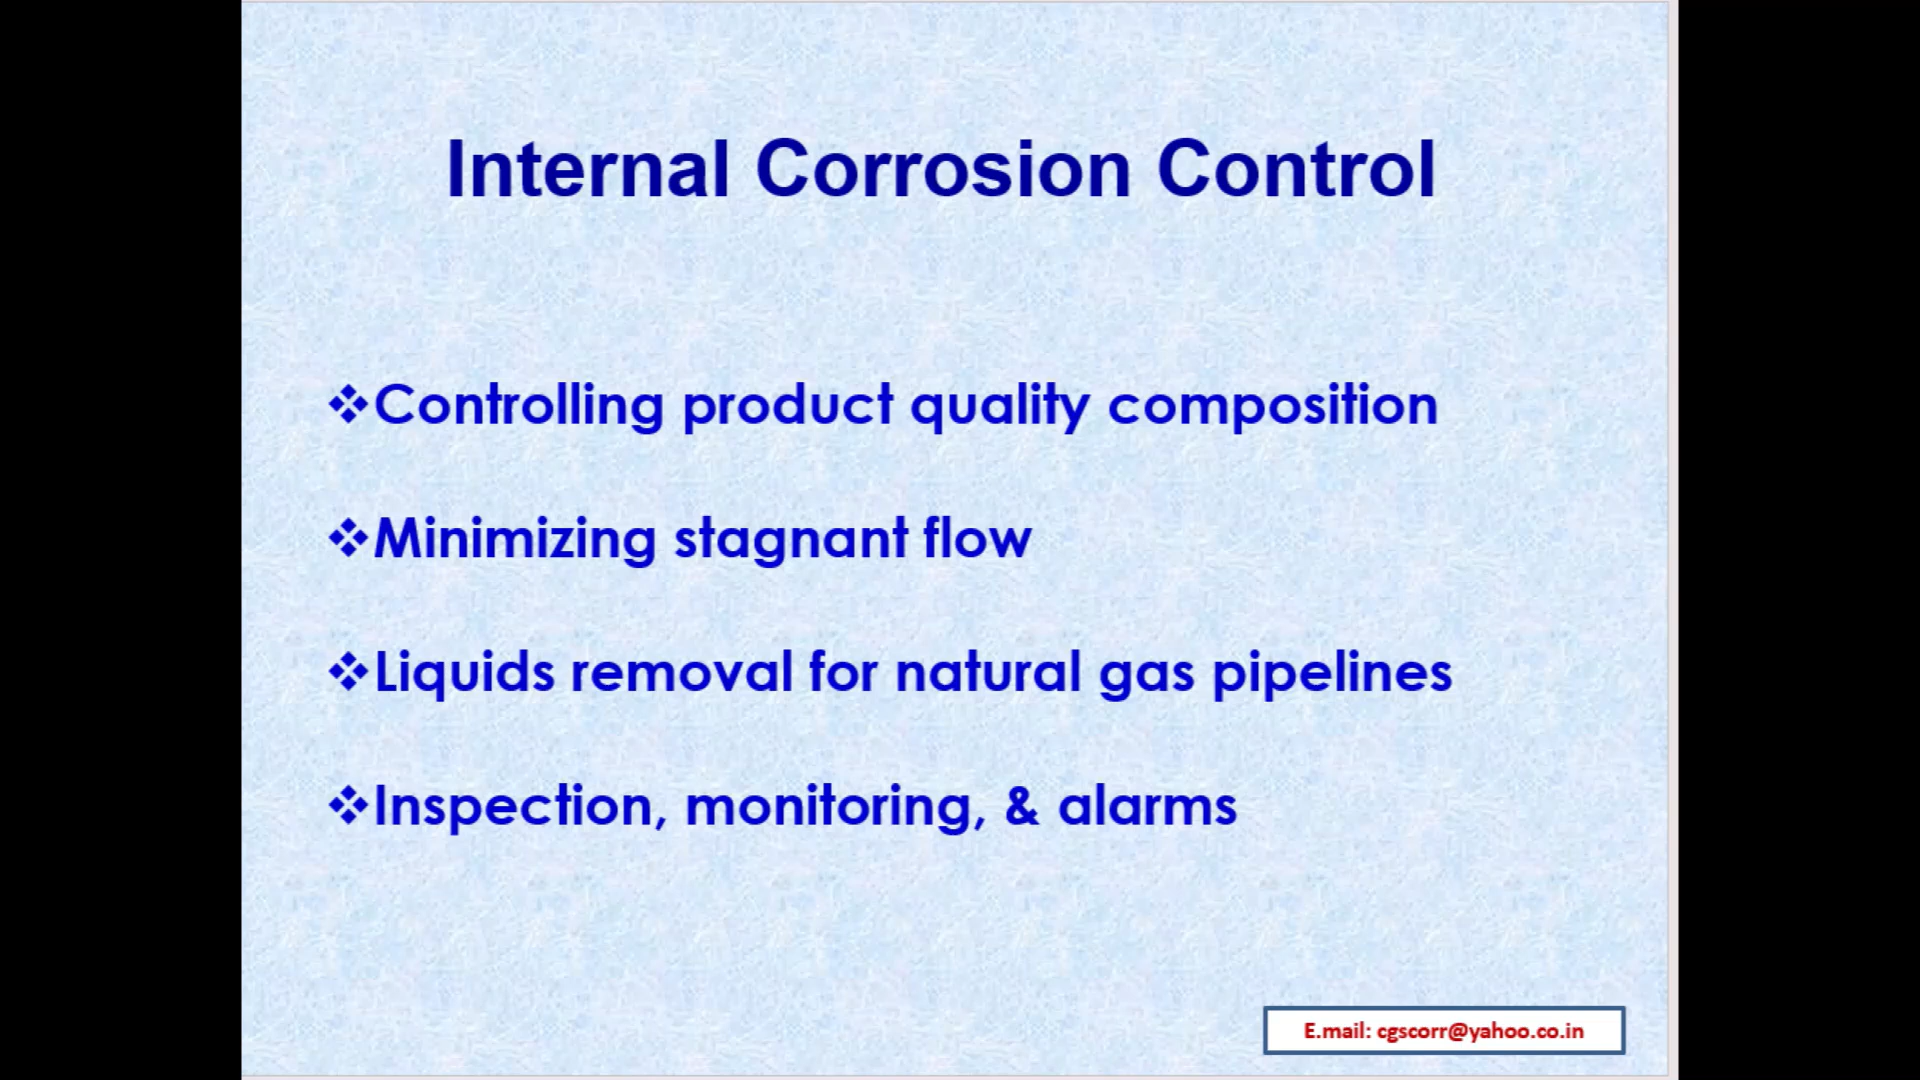 Internal Corrosion Control
❖Controlling product quality composition
❖Minimizing stagnant flow
❖Liquids removal for natural gas pipelines
❖Inspection, monitoring, & alarms
E.mail: cgscorr@yahoo.co.in